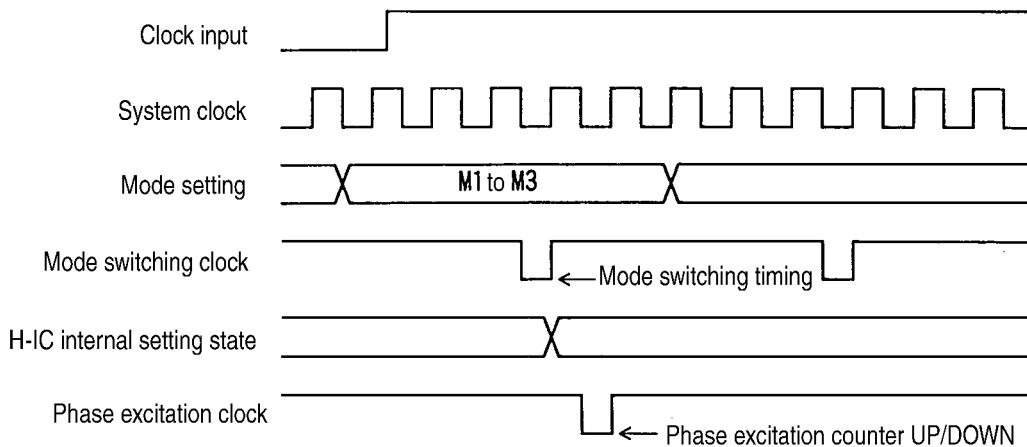 Clock input
System clock
Mode setting
M1 to M3
Mode switching clock
Mode switching timing
H-IC internal setting state
Phase excitation clock
Phase excitation counter UP/DOWN